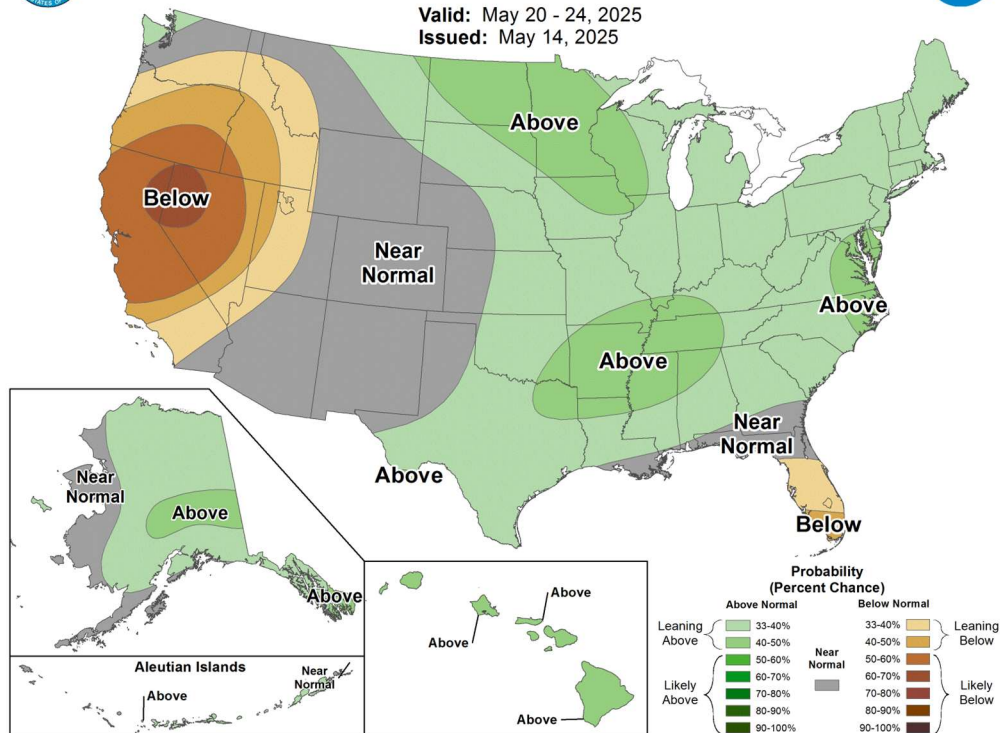 STATES OF
Valid: May 20 - 24, 2025
Issued: May 14, 2025
Above
Below
Near
Normal
Above
Above
Above
Near
Normal
Above
Below
Near
Normal
Above
Above
Aleutian Islands
Near
Normal
Above
Above
Above
Above
Probability
(Percent Chance)
Above Normal
Below Normal
Leaning
Above
33-40%
40-50%
Likely
Above
50-60%
60-70%
70-80%
80-90%
90-100%
Near
Normal
33-40%
40-50%
Leaning
Below
50-60%
60-70%
70-80%
80-90%
90-100%
Likely
Below